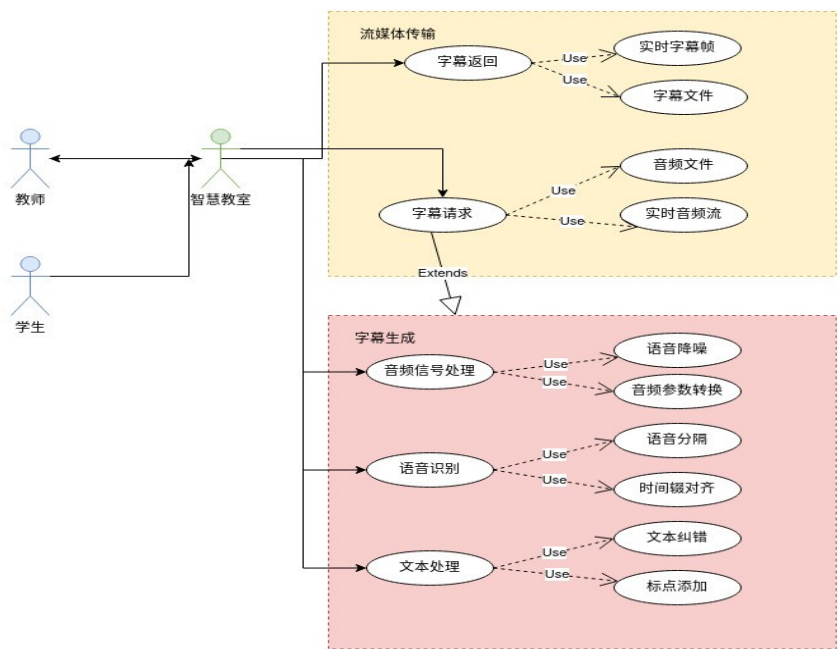 流媒体传输
字幕返回
Use
实时字幕帧
Use
字幕文件
教师
智慧教室
字幕请求
Use
音频文件
Use
实时音频流
Extends
学生
字幕生成
音频信号处理
Use
语音降噪
Use
音频参数转换
语音识别
Use
语音分隔
Use
时间辍对齐
文本处理
Use
文本纠错
Use
标点添加